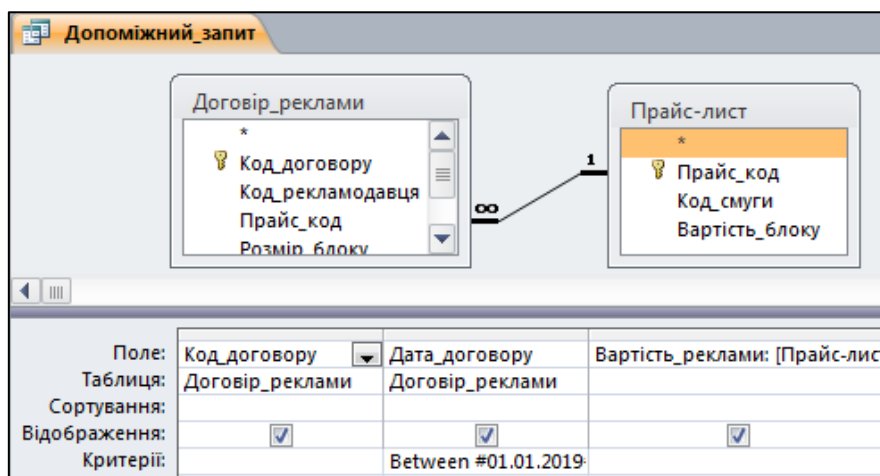 Допоміжний_запит
Договір_реклами
*
Код_договору
Код_рекламодавця
Прайс_код
Розмір_блоку
∞
1
Прайс-лист
*
Прайс_код
Код_смуги
Вартість_блоку
Поле: Код_договору Дата_договору Вартість_реклами: [Прайс-лис
Таблиця: Договір_реклами Договір_реклами
Сортування:
Відображення:
Критерії: Between #01.01.2019